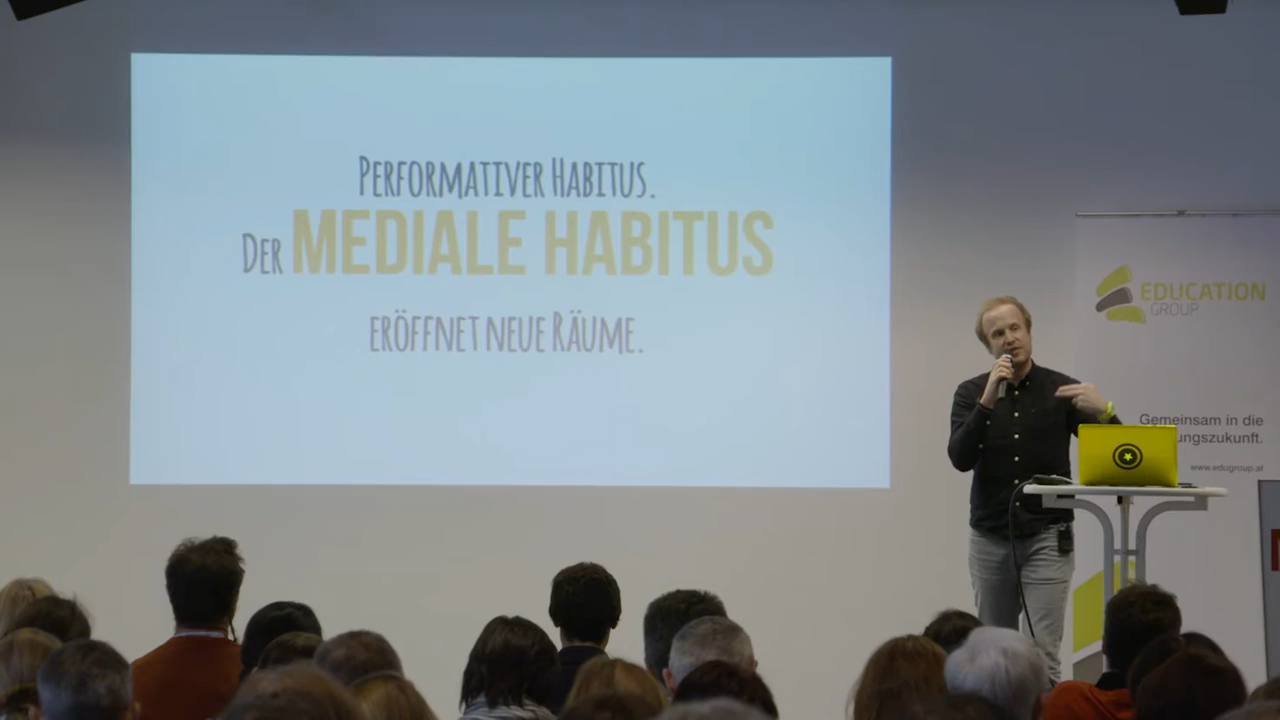 PERFORMATIVER HABITUS.
DER MEDIALE HABITUS
ERÖFFNET NEUE RÄUME.
EDUCATION
GROUP
Gemeinsam in die
ungszukunft.
www.edugroup.at